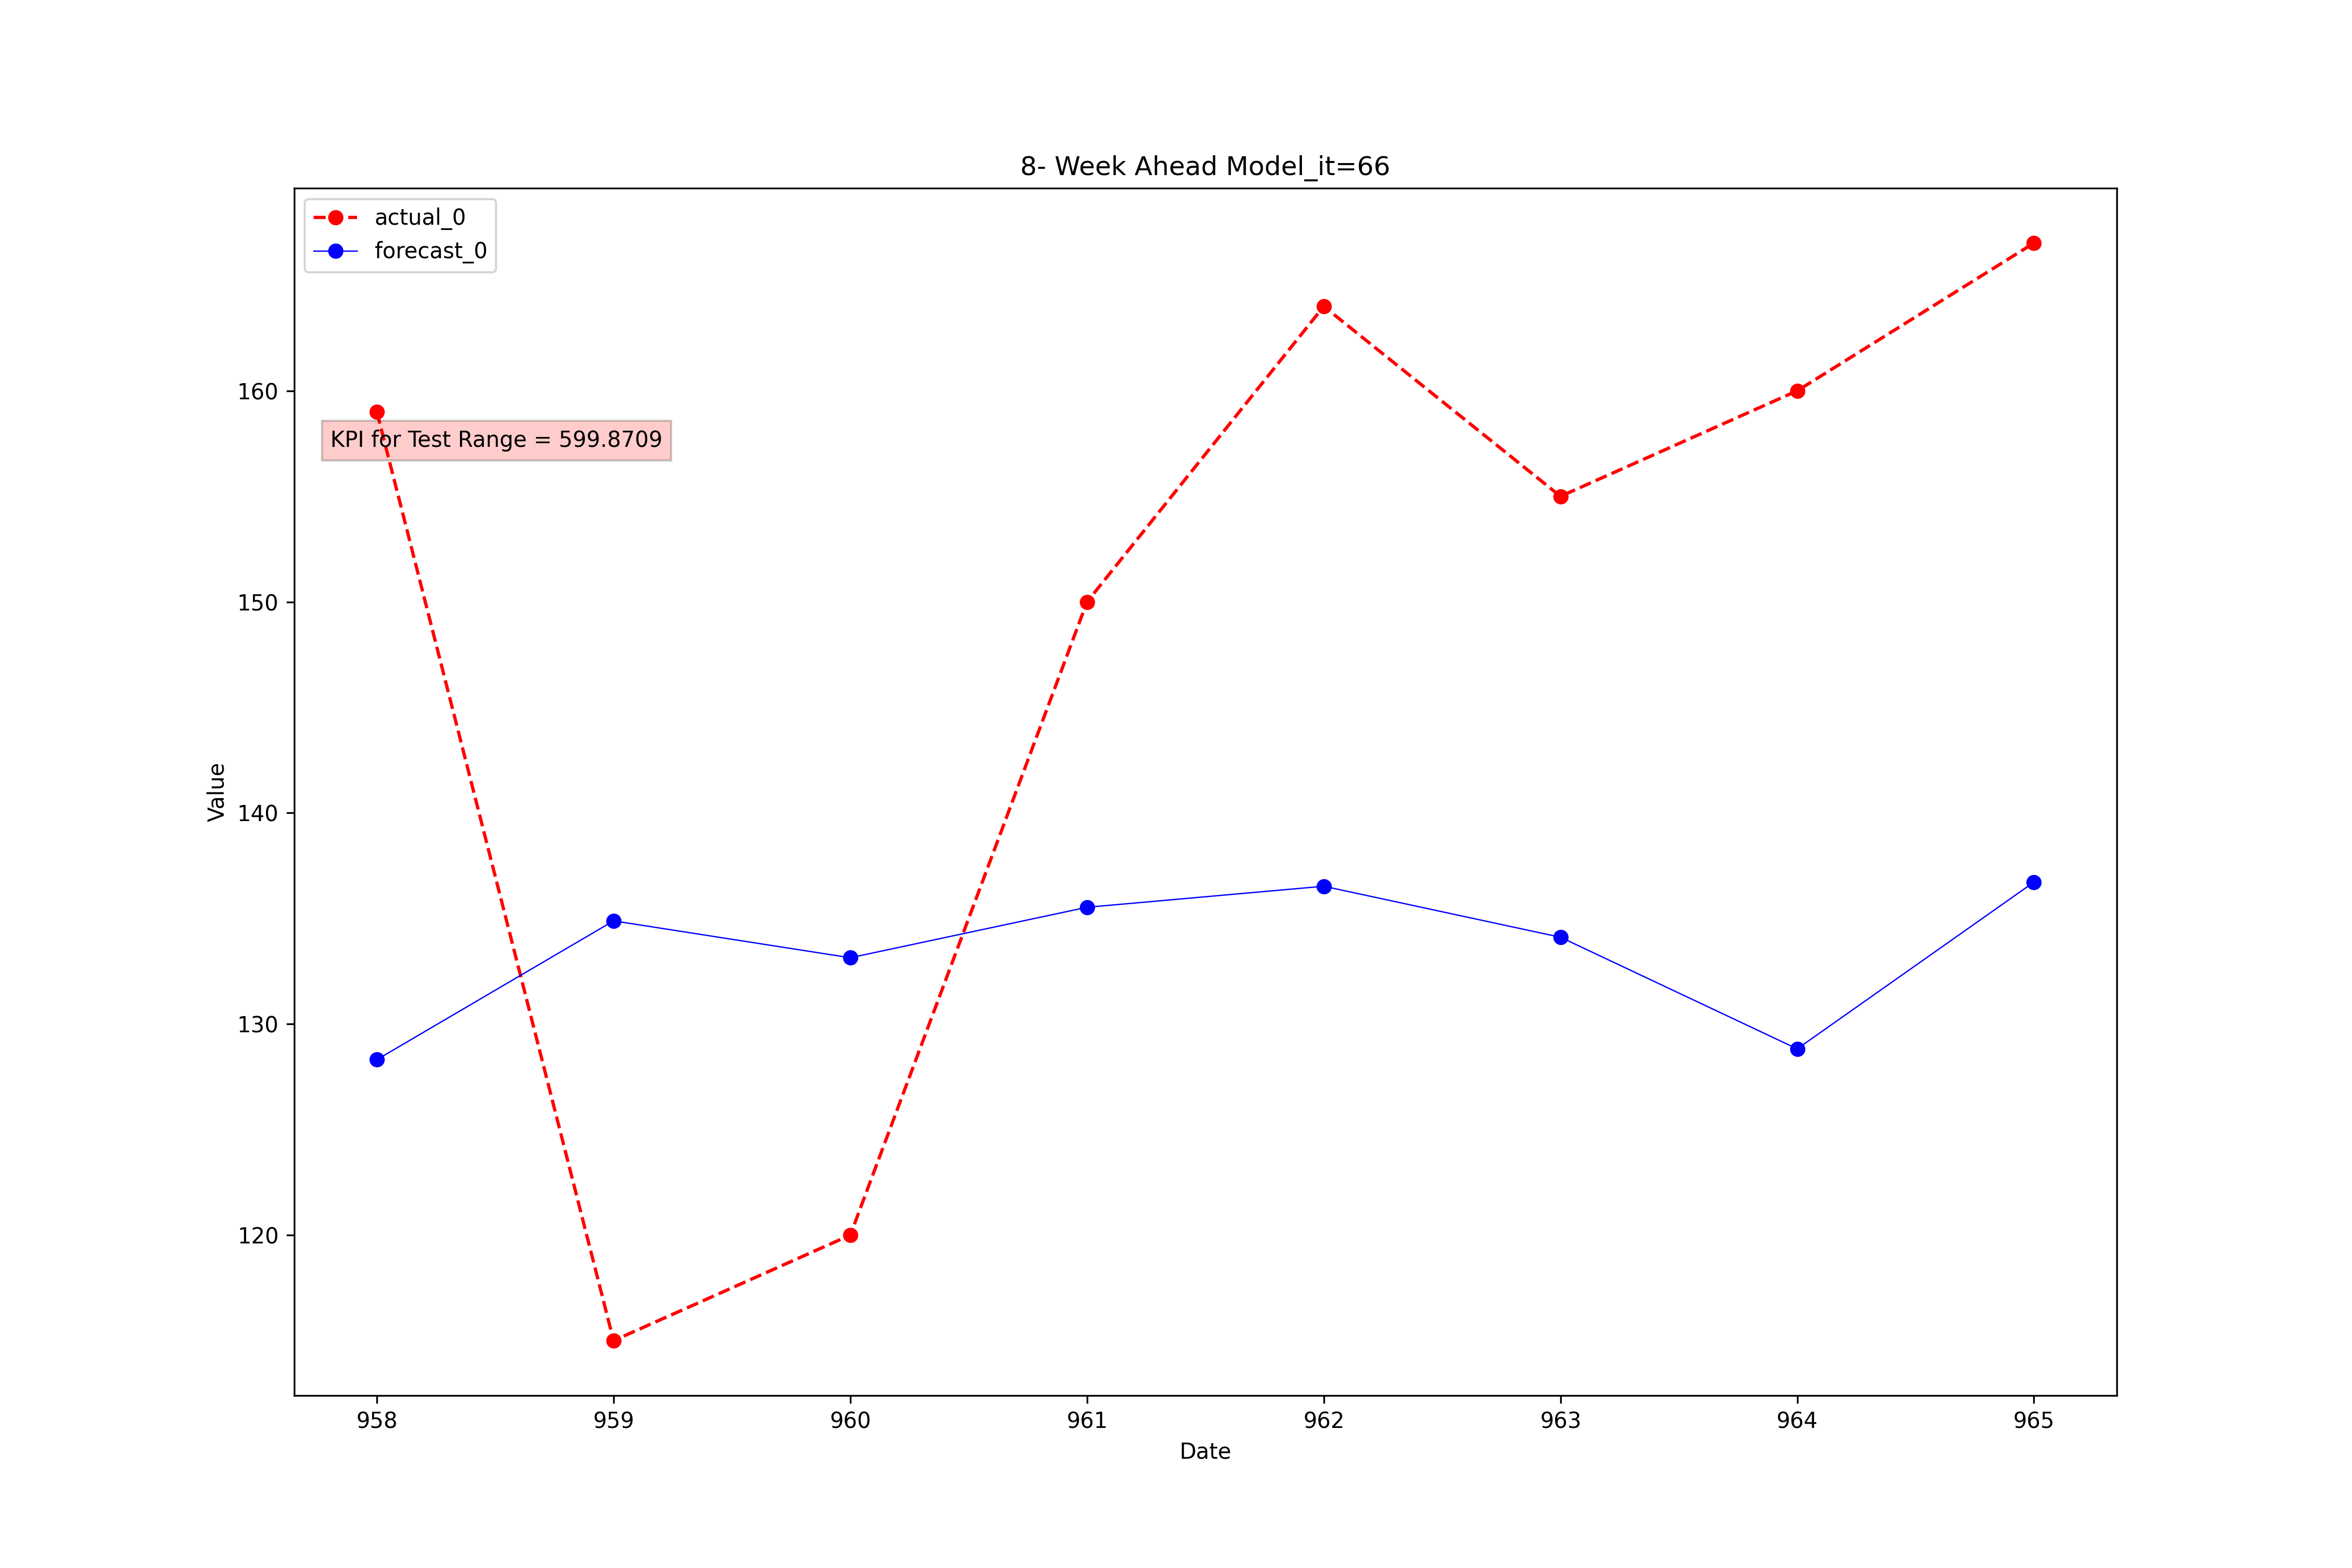 8- Week Ahead Model_it=66
actual_0
forecast_0
KPI for Test Range = 599.8709
Value
160
150
140
130
120
958 959 960 961 962 963 964 965
Date